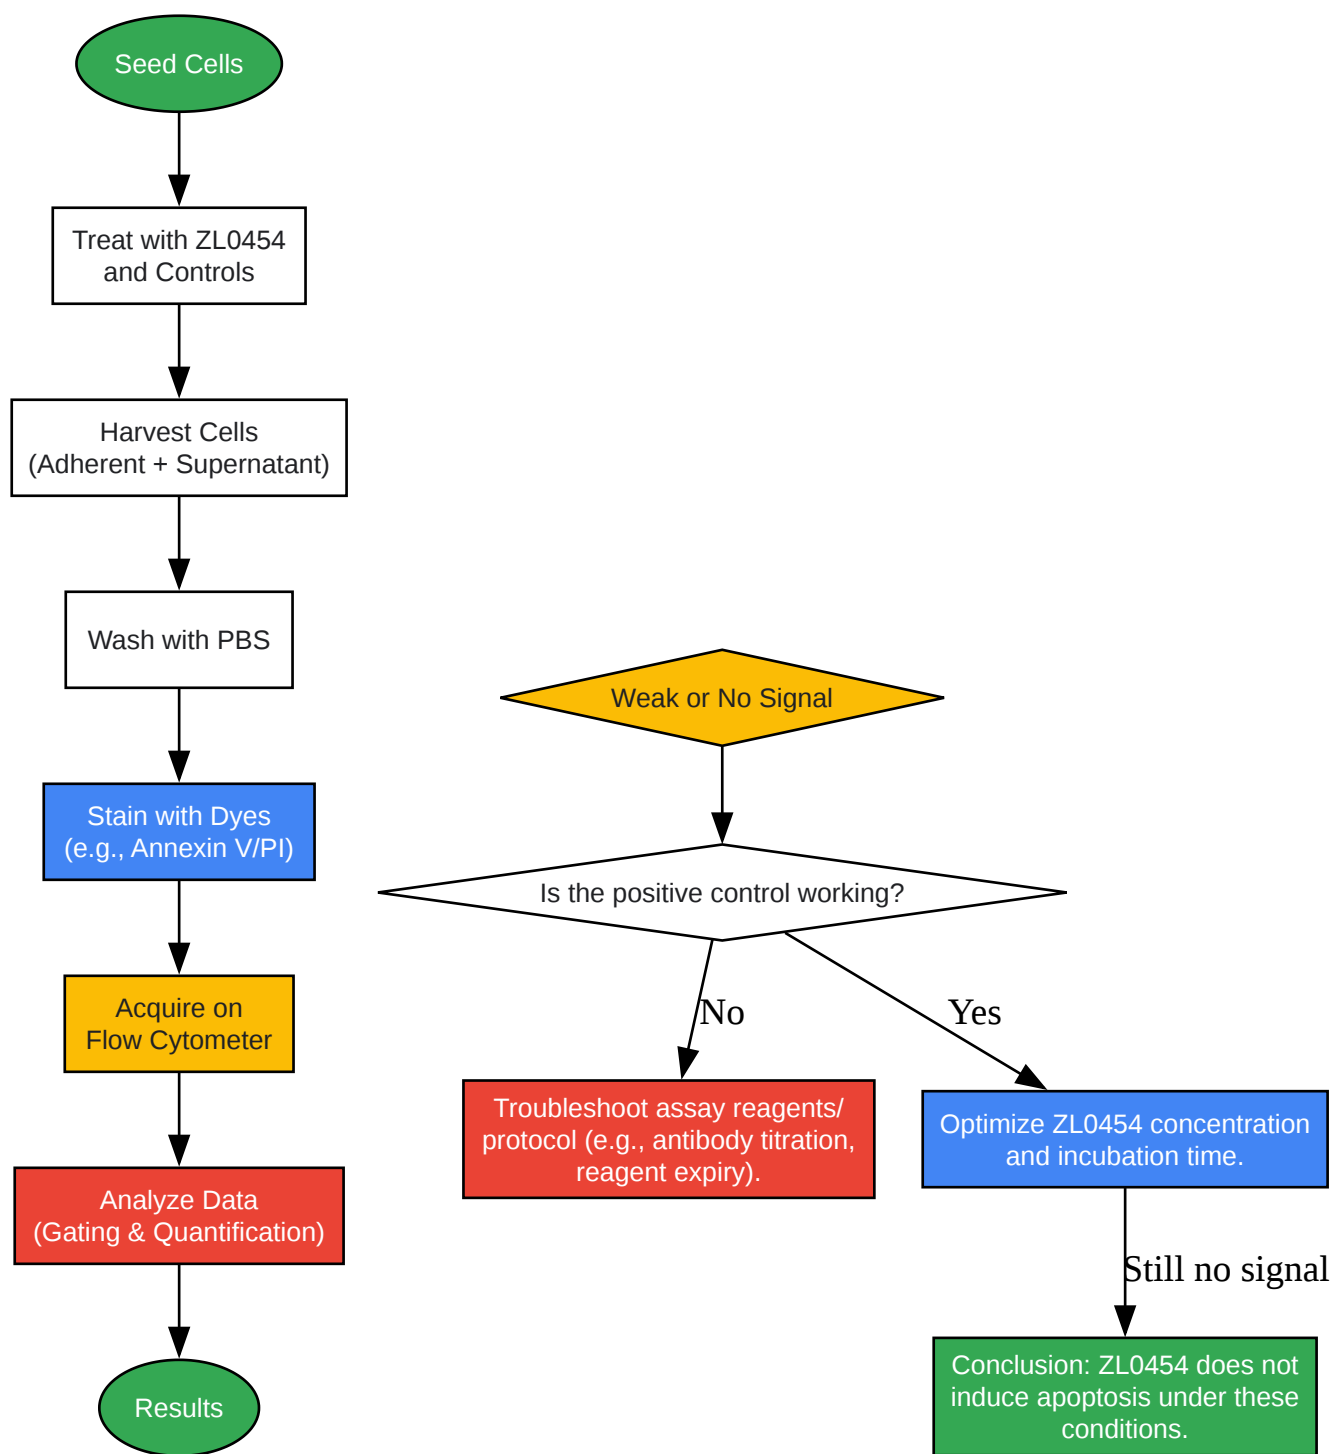 Seed Cells
Treat with ZL0454
and Controls
Harvest Cells
(Adherent + Supernatant)
Wash with PBS
Stain with Dyes
(e.g., Annexin V/PI)
Acquire on
Flow Cytometer
Analyze Data
(Gating & Quantification)
Results
Weak or No Signal
Is the positive control working?
No
Yes
Troubleshoot assay reagents/
protocol (e.g., antibody titration,
reagent expiry).
Optimize ZL0454 concentration
and incubation time.
Still no signal
Conclusion: ZL0454 does not
induce apoptosis under these
conditions.